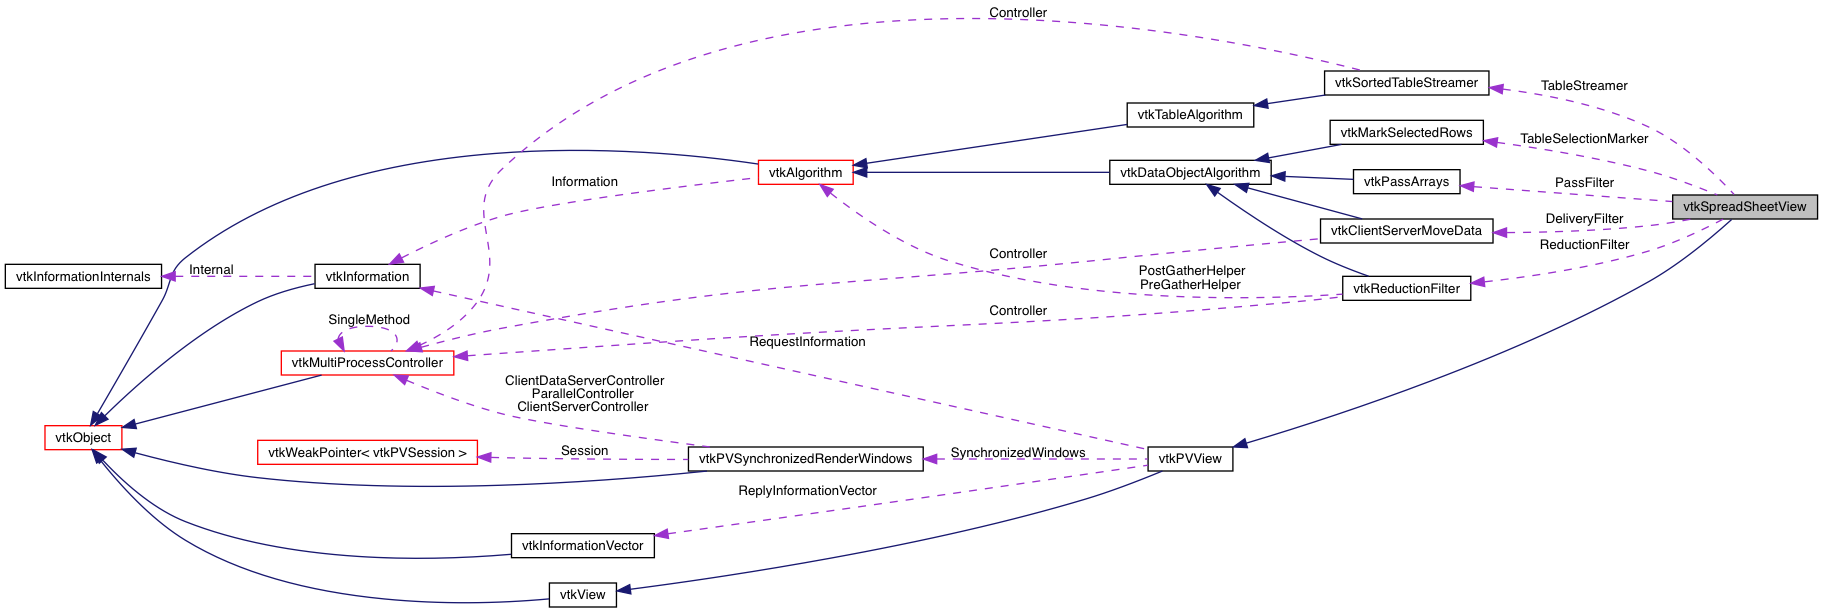 Controller
vtkSortedTableStreamer
TableStreamer
vtkTableAlgorithm
vtkMarkSelectedRows
TableSelectionMarker
vtkAlgorithm
vtkDataObjectAlgorithm
Information
vtkPassArrays
PassFilter
vtkSpreadSheetView
DeliveryFilter
vtkClientServerMoveData
ReductionFilter
Controller
vtkInformationInternals
Internal
vtkInformation
PostGatherHelper
PreGatherHelper
vtkReductionFilter
Controller
SingleMethod
RequestInformation
vtkMultiProcessController
ClientDataServerController
ParallelController
ClientServerController
vtkObject
vtkWeakPointer< vtkPVSession >
Session
vtkPVSynchronizedRenderWindows
SynchronizedWindows
vtkPVView
ReplyInformationVector
vtkInformationVector
vtkView